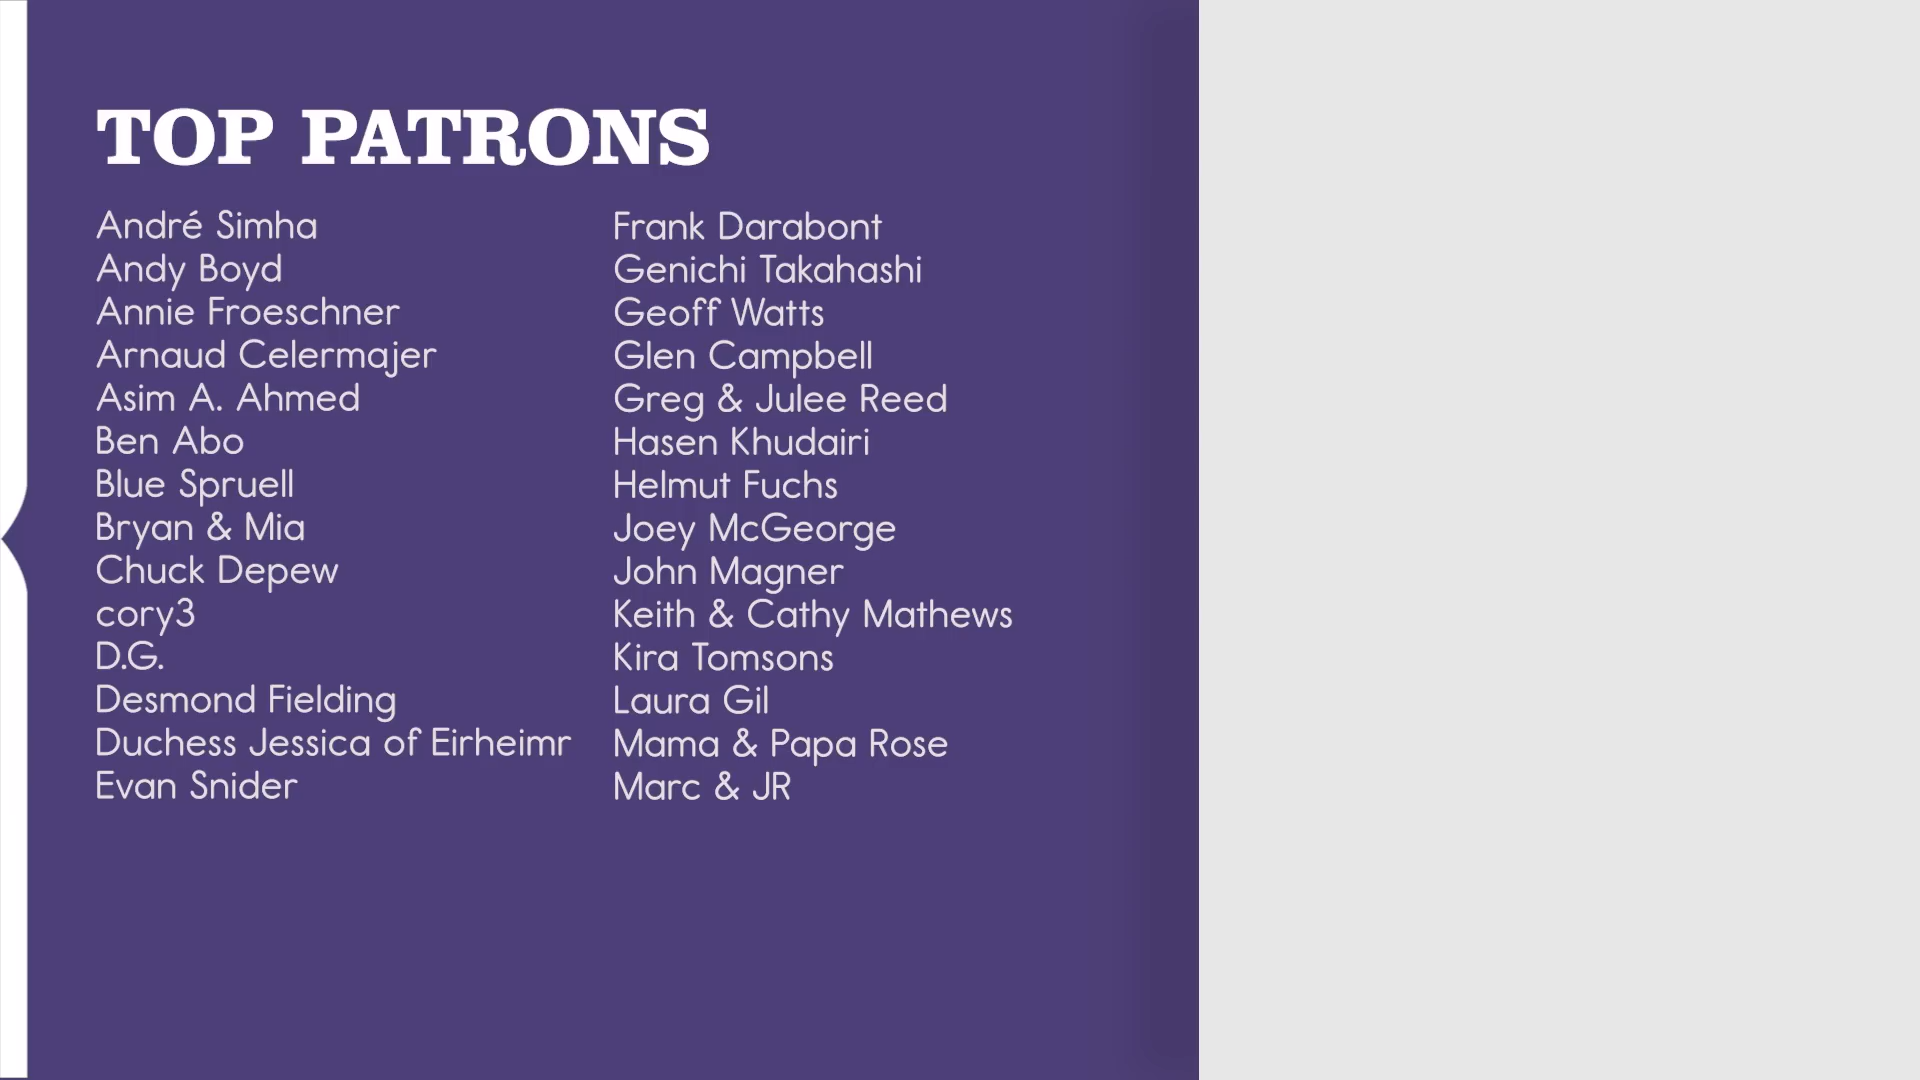 TOP PATRONS
André Simha
Andy Boyd
Annie Froeschner
Arnaud Celermajer
Asim A. Ahmed
Ben Abo
Blue Spruell
Bryan & Mia
Chuck Depew
cory3
D.G.
Desmond Fielding
Duchess Jessica of Eirheimr
Evan Snider
Frank Darabont
Genichi Takahashi
Geoff Watts
Glen Campbell
Greg & Julee Reed
Hasen Khudairi
Helmut Fuchs
Joey McGeorge
John Magner
Keith & Cathy Mathews
Kira Tomsons
Laura Gil
Mama & Papa Rose
Marc & JR